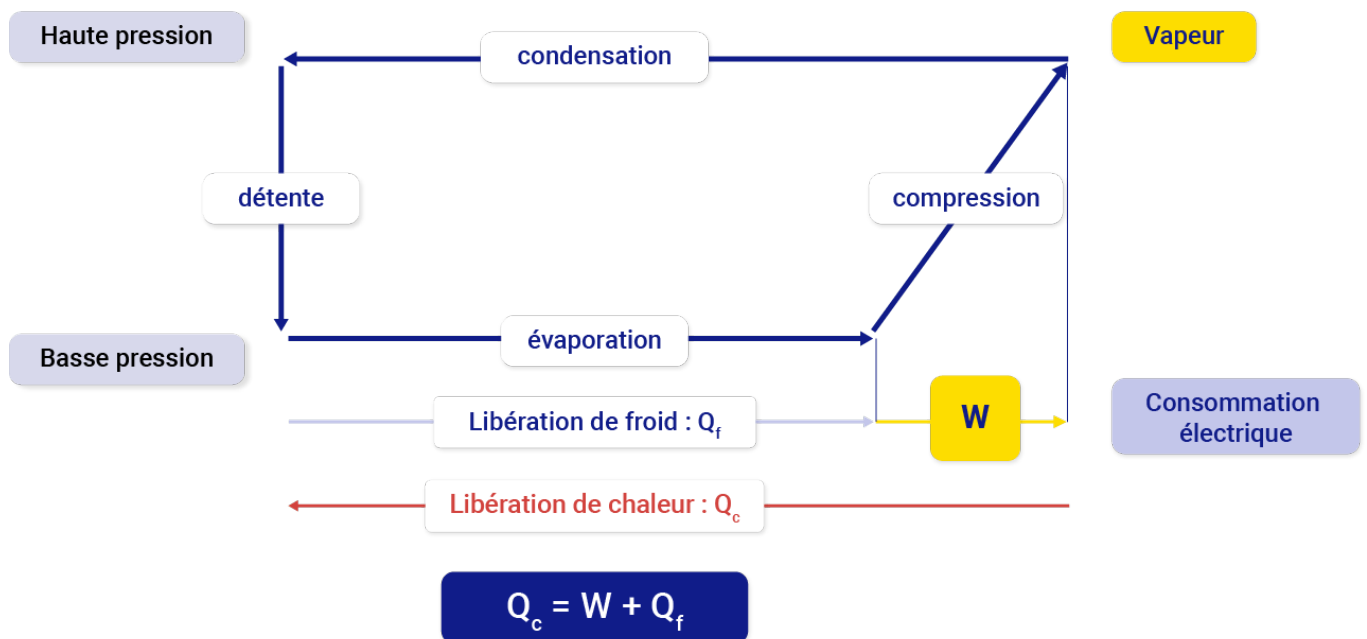 Haute pression
condensation
Vapeur
détente
compression
évaporation
Basse pression
Libération de froid : Qf
W
Consommation
électrique
Libération de chaleur : Qc
Qc = W + Qf